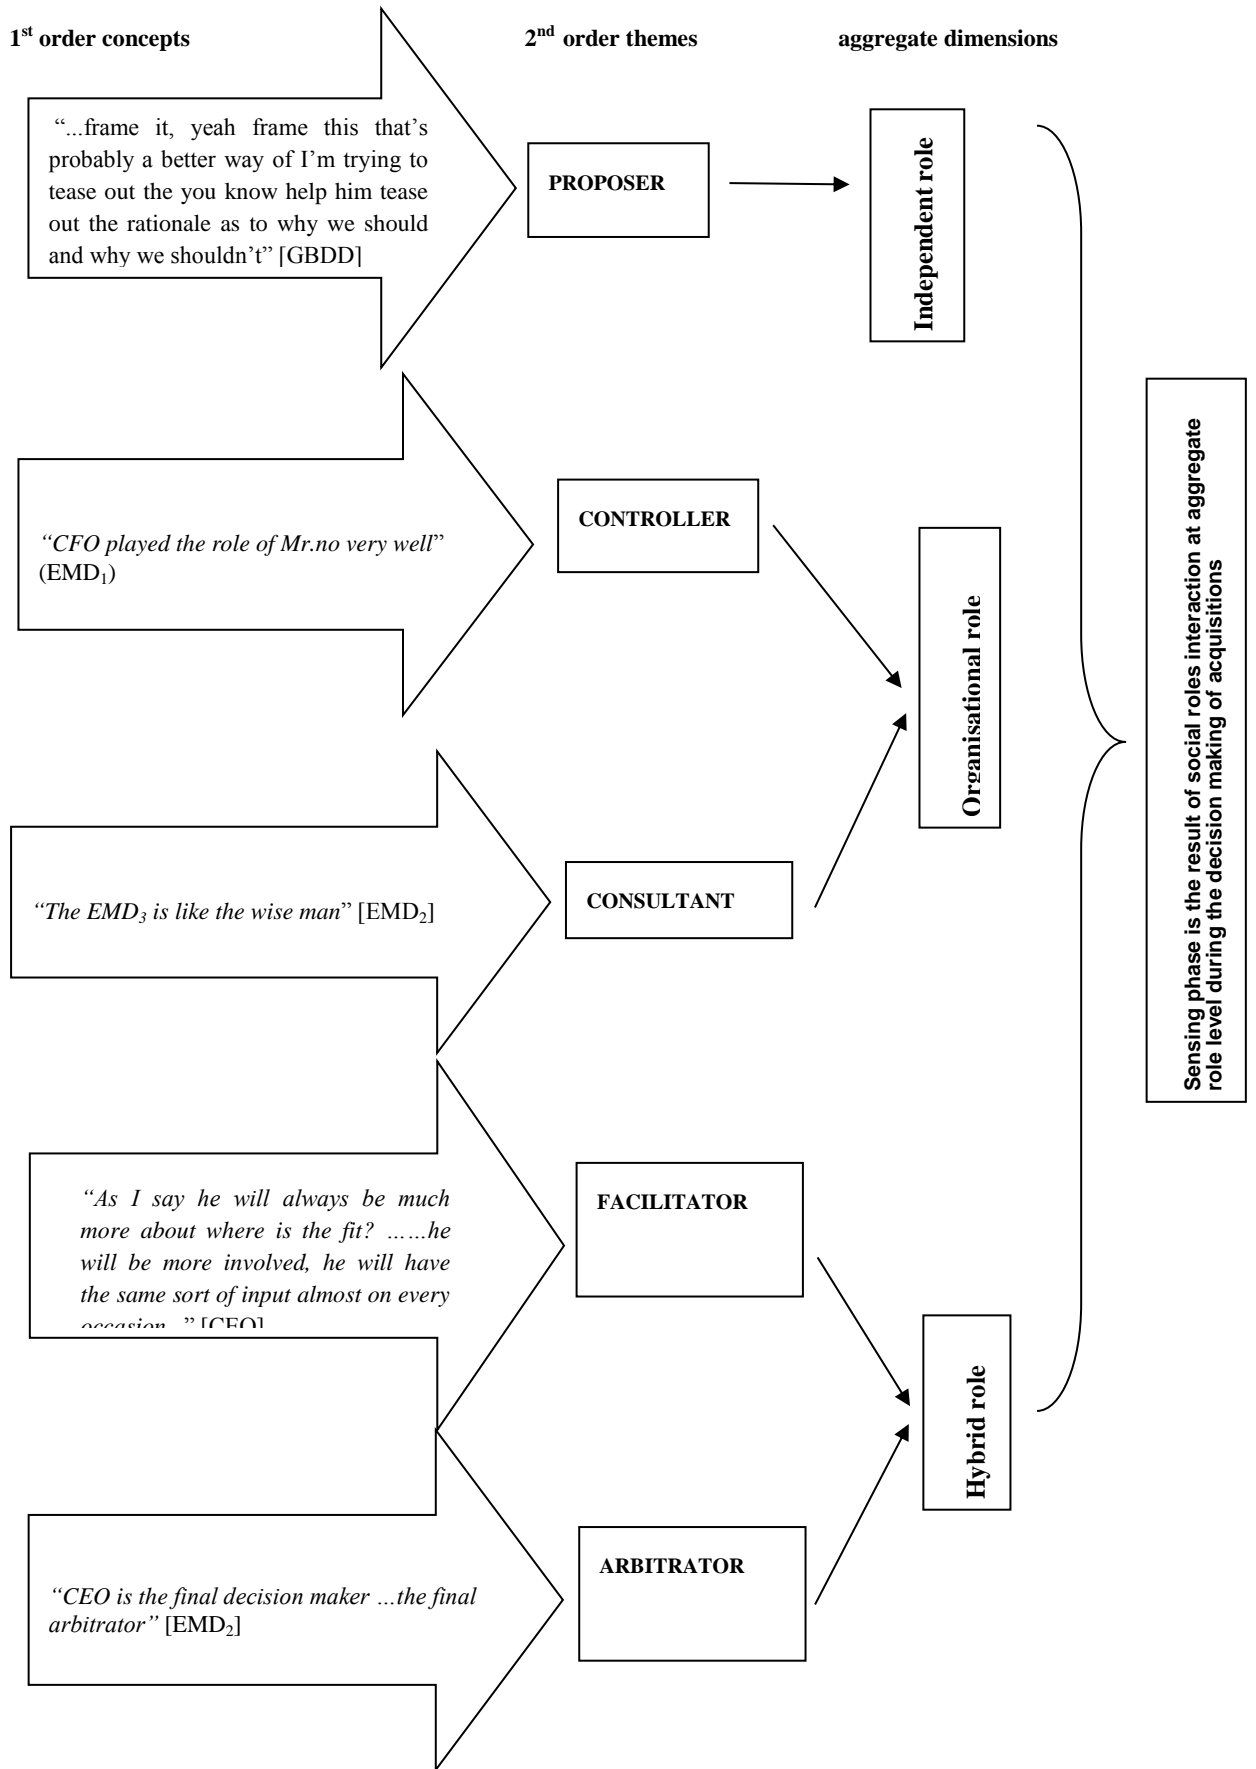 1st order concepts
2nd order themes
aggregate dimensions
“...frame it, yeah frame this that’s
probably a better way of I’m trying to
tease out the you know help him tease
out the rationale as to why we should
and why we shouldn’t” [GBDD]
PROPOSER
Independent role
“CFO played the role of Mr.no very well”
(EMD1)
CONTROLLER
Organisational role
“The EMD3 is like the wise man” [EMD2]
CONSULTANT
“As I say he will always be much
more about where is the fit? ……he
will be more involved, he will have
the same sort of input almost on every
occasion...” [CEO]
FACILITATOR
Hybrid role
“CEO is the final decision maker …the final
arbitrator” [EMD2]
ARBITRATOR
Sensing phase is the result of social roles interaction at aggregate
role level during the decision making of acquisitions